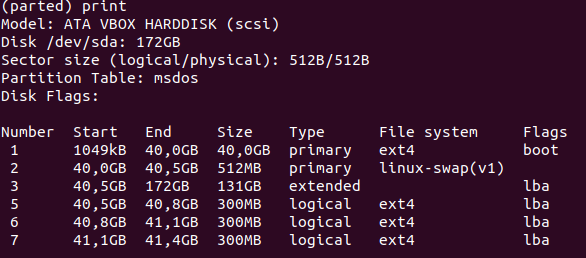 (parted) print
Model: ATA VBOX HARDDISK (scsi)
Disk /dev/sda: 172GB
Sector size (logical/physical): 512B/512B
Partition Table: msdos
Disk Flags:
Number  Start   End     Size    Type      File system     Flags
 1      1049kB  40,0GB  40,0GB  primary   ext4            boot
 2      40,0GB  40,5GB  512MB   primary   linux-swap(v1)
 3      40,5GB  172GB   131GB   extended                  lba
 5      40,5GB  40,8GB  300MB   logical   ext4            lba
 6      40,8GB  41,1GB  300MB   logical   ext4            lba
 7      41,1GB  41,4GB  300MB   logical   ext4            lba